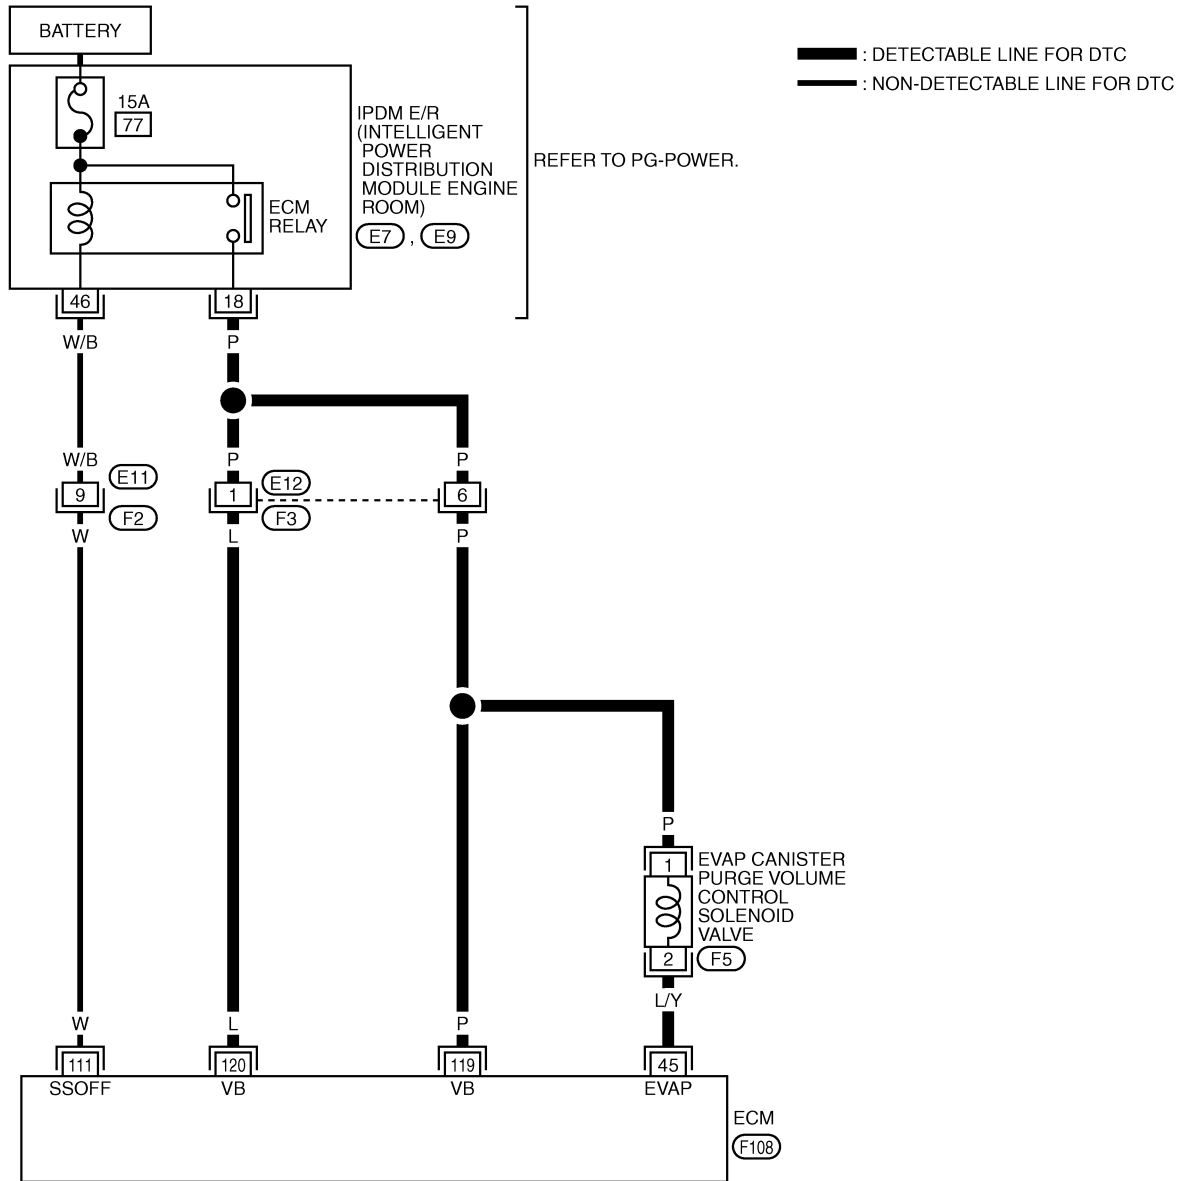 BATTERY
: DETECTABLE LINE FOR DTC
: NON-DETECTABLE LINE FOR DTC
15A
77
IPDM E/R
(INTELLIGENT
POWER
DISTRIBUTION
MODULE ENGINE
ROOM)
E7 , E9
REFER TO PG-POWER.
ECM
RELAY
46
18
W/B
P
W/B
P
P
9
E11
F2
1
E12
F3
6
W
L
P
P
1
EVAP CANISTER
PURGE VOLUME
CONTROL
SOLENOID
VALVE
2
F5
L/Y
W
L
P
111
120
119
45
SSOFF
VB
VB
EVAP
ECM
F108